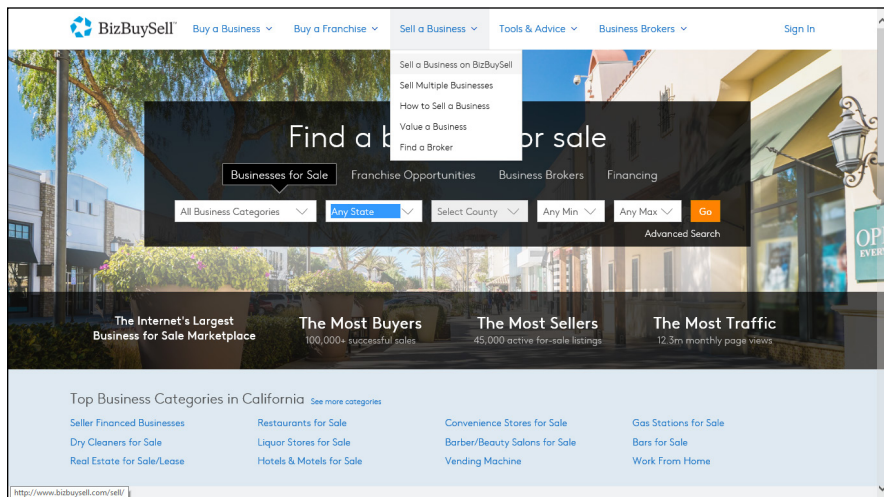 BizBuySell™ Buy a Business Buy a Franchise Sell a Business Tools & Advice Business Brokers Sign In
Sell a Business on BizBuySell
Sell Multiple Businesses
How to Sell a Business
Value a Business
Find a Broker
Find a b or sale
Businesses for Sale Franchise Opportunities Business Brokers Financing
All Business Categories Any State Select County Any Min Any Max Go
Advanced Search
OP
EVER
The Internet's Largest
Business for Sale Marketplace
The Most Buyers
100,000+ successful sales
The Most Sellers
45,000 active for-sale listings
The Most Traffic
12.3m monthly page views
Top Business Categories in California See more categories
Seller Financed Businesses Restaurants for Sale Convenience Stores for Sale Gas Stations for Sale
Dry Cleaners for Sale Liquor Stores for Sale Barber/Beauty Salons for Sale Bars for Sale
Real Estate for Sale/Lease Hotels & Motels for Sale Vending Machine Work From Home
http://www.bizbuysell.com/sell/